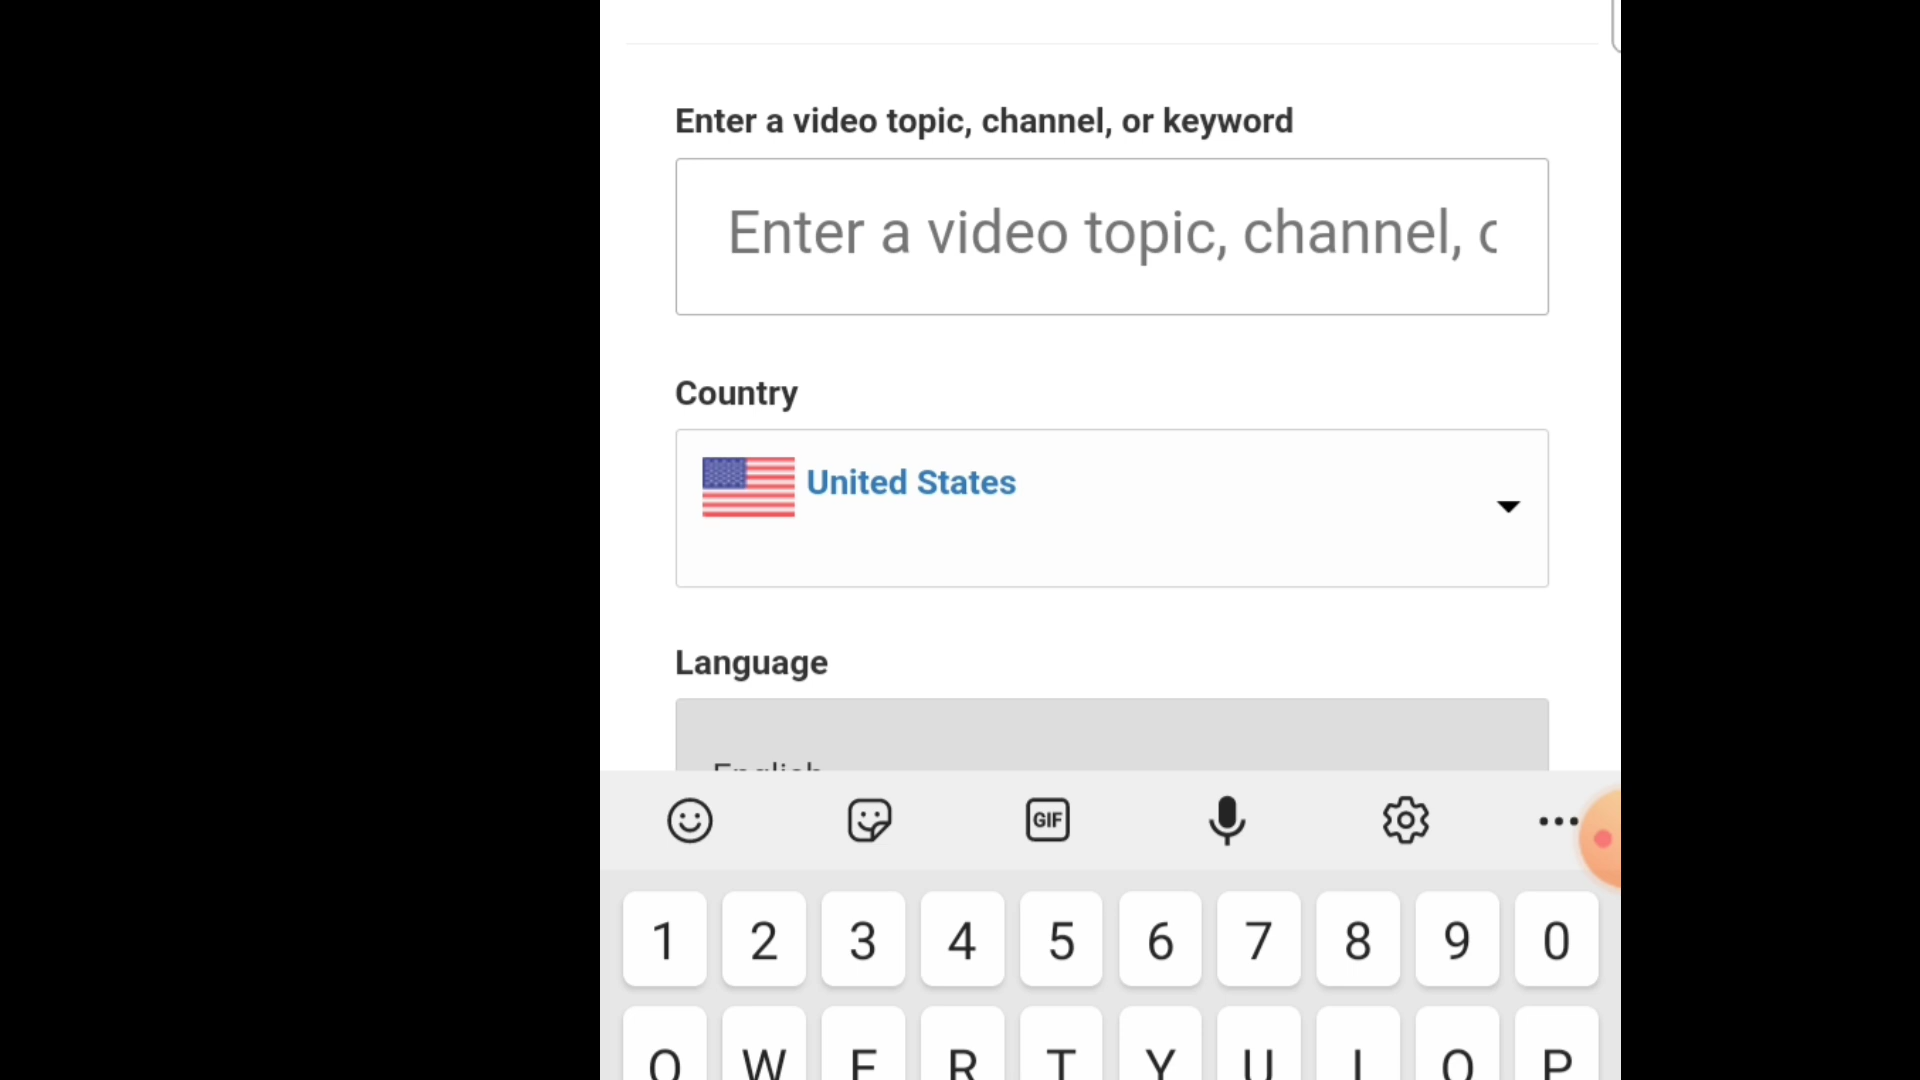 Enter a video topic, channel, or keyword
Enter a video topic, channel,
Country
United States
Language
English
GIF
1 2 3 4 5 6 7 8 9 0
Q W E R T Y U I O P